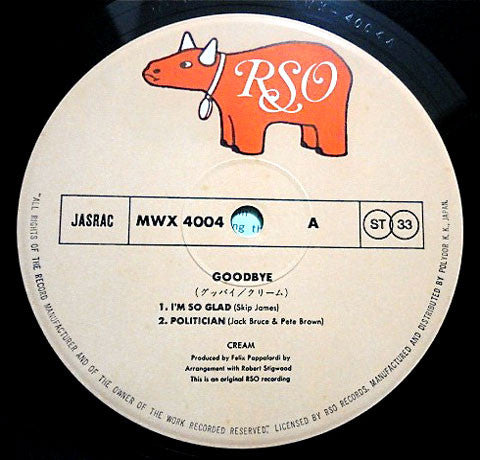 RSO
JASRAC
MWX 4004
A
ST 33
GOODBYE
(グッバイ/クリーム)
1. I'M SO GLAD (Skip James)
2. POLITICIAN (Jack Bruce & Pete Brown)
CREAM
Produced by Felix Pappalardi by
Arrangement with Robert Stigwood
This is an original RSO recording
"ALL RIGHTS OF THE RECORD MANUFACTURER AND OF THE OWNER OF THE WORK RECORDED RESERVED." LICENSED BY RSO RECORDS. MANUFACTURED AND DISTRIBUTED BY POLYDOR K. K., JAPAN.